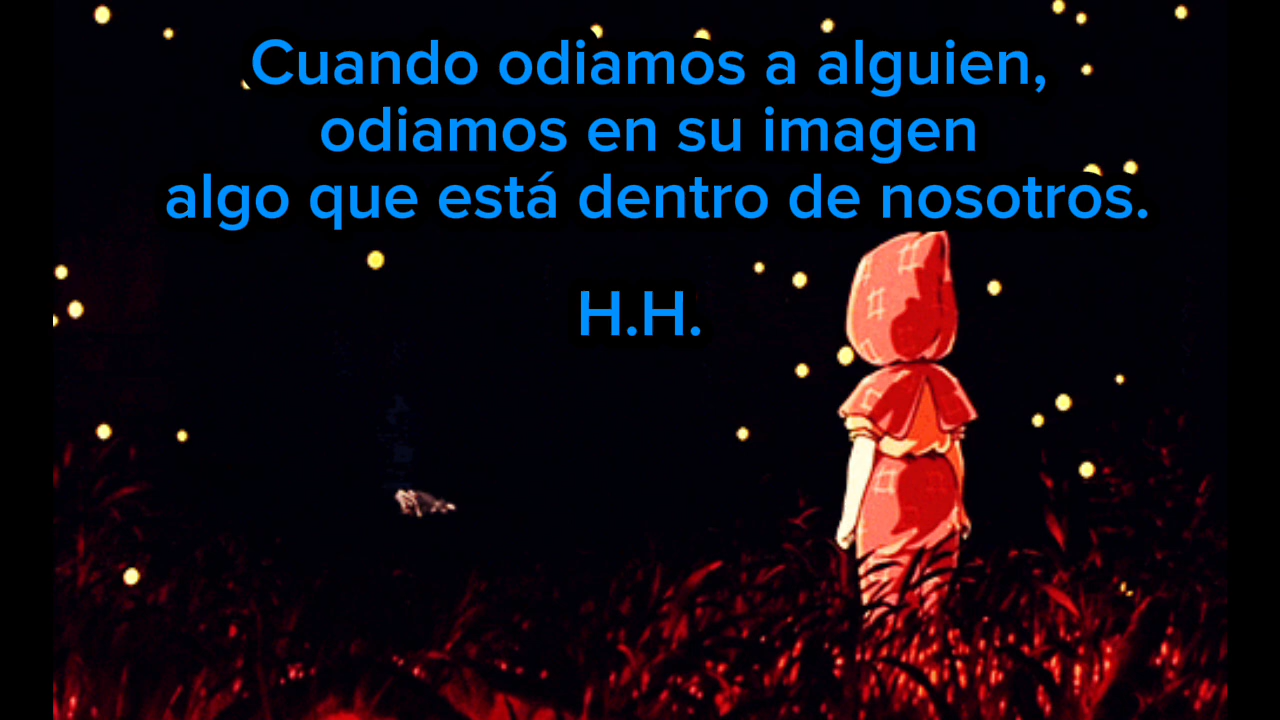 Cuando odiamos a alguien,
odiamos en su imagen
algo que está dentro de nosotros.
H.H.